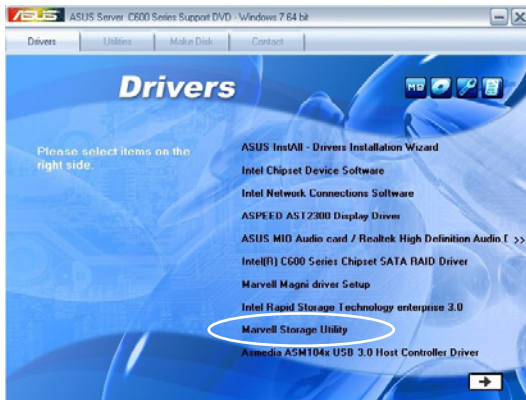 ASUS ASUS Server C600 Series Support DVD - Windows 7 64 bit
Drivers Utilities Make Disk Contact
Drivers
Please select items on the
right side.
ASUS InstAll - Drivers Installation Wizard
Intel Chipset Device Software
Intel Network Connections Software
ASPEED AST2300 Display Driver
ASUS MIO Audio card / Realtek High Definition Audio D >>
Intel(R) C600 Series Chipset SATA RAID Driver
Marvell Magni driver Setup
Intel Rapid Storage Technology enterprise 3.0
Marvell Storage Utility
Asmedia ASM104x USB 3.0 Host Controller Driver